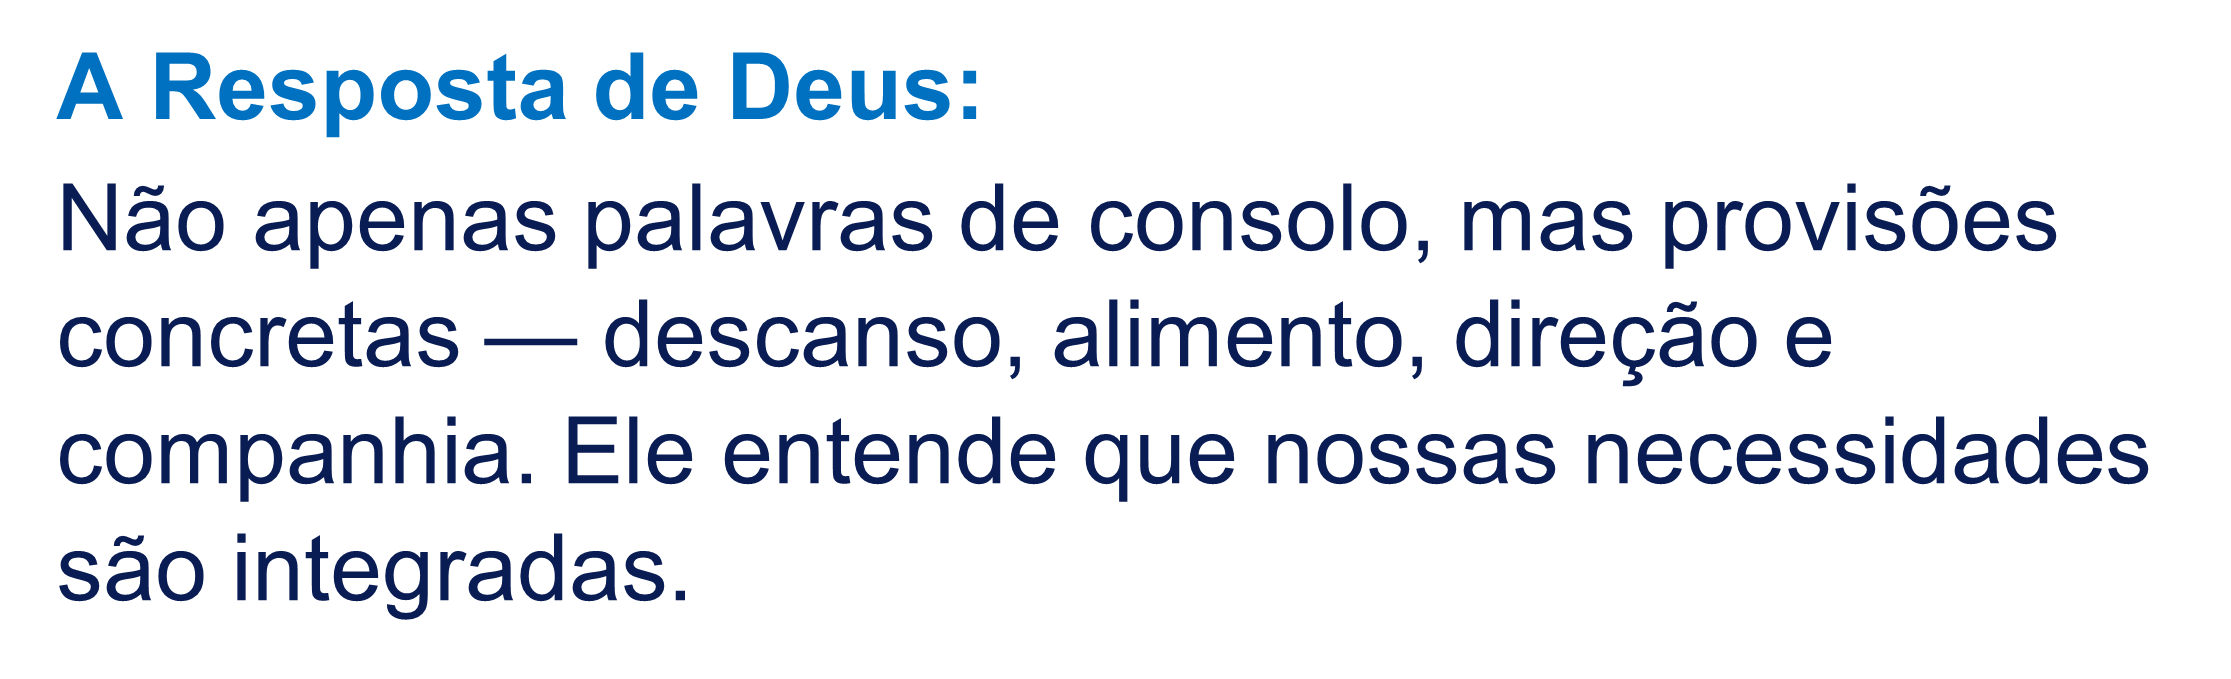 A Resposta de Deus:
Não apenas palavras de consolo, mas provisões
concretas — descanso, alimento, direção e
companhia. Ele entende que nossas necessidades
são integradas.